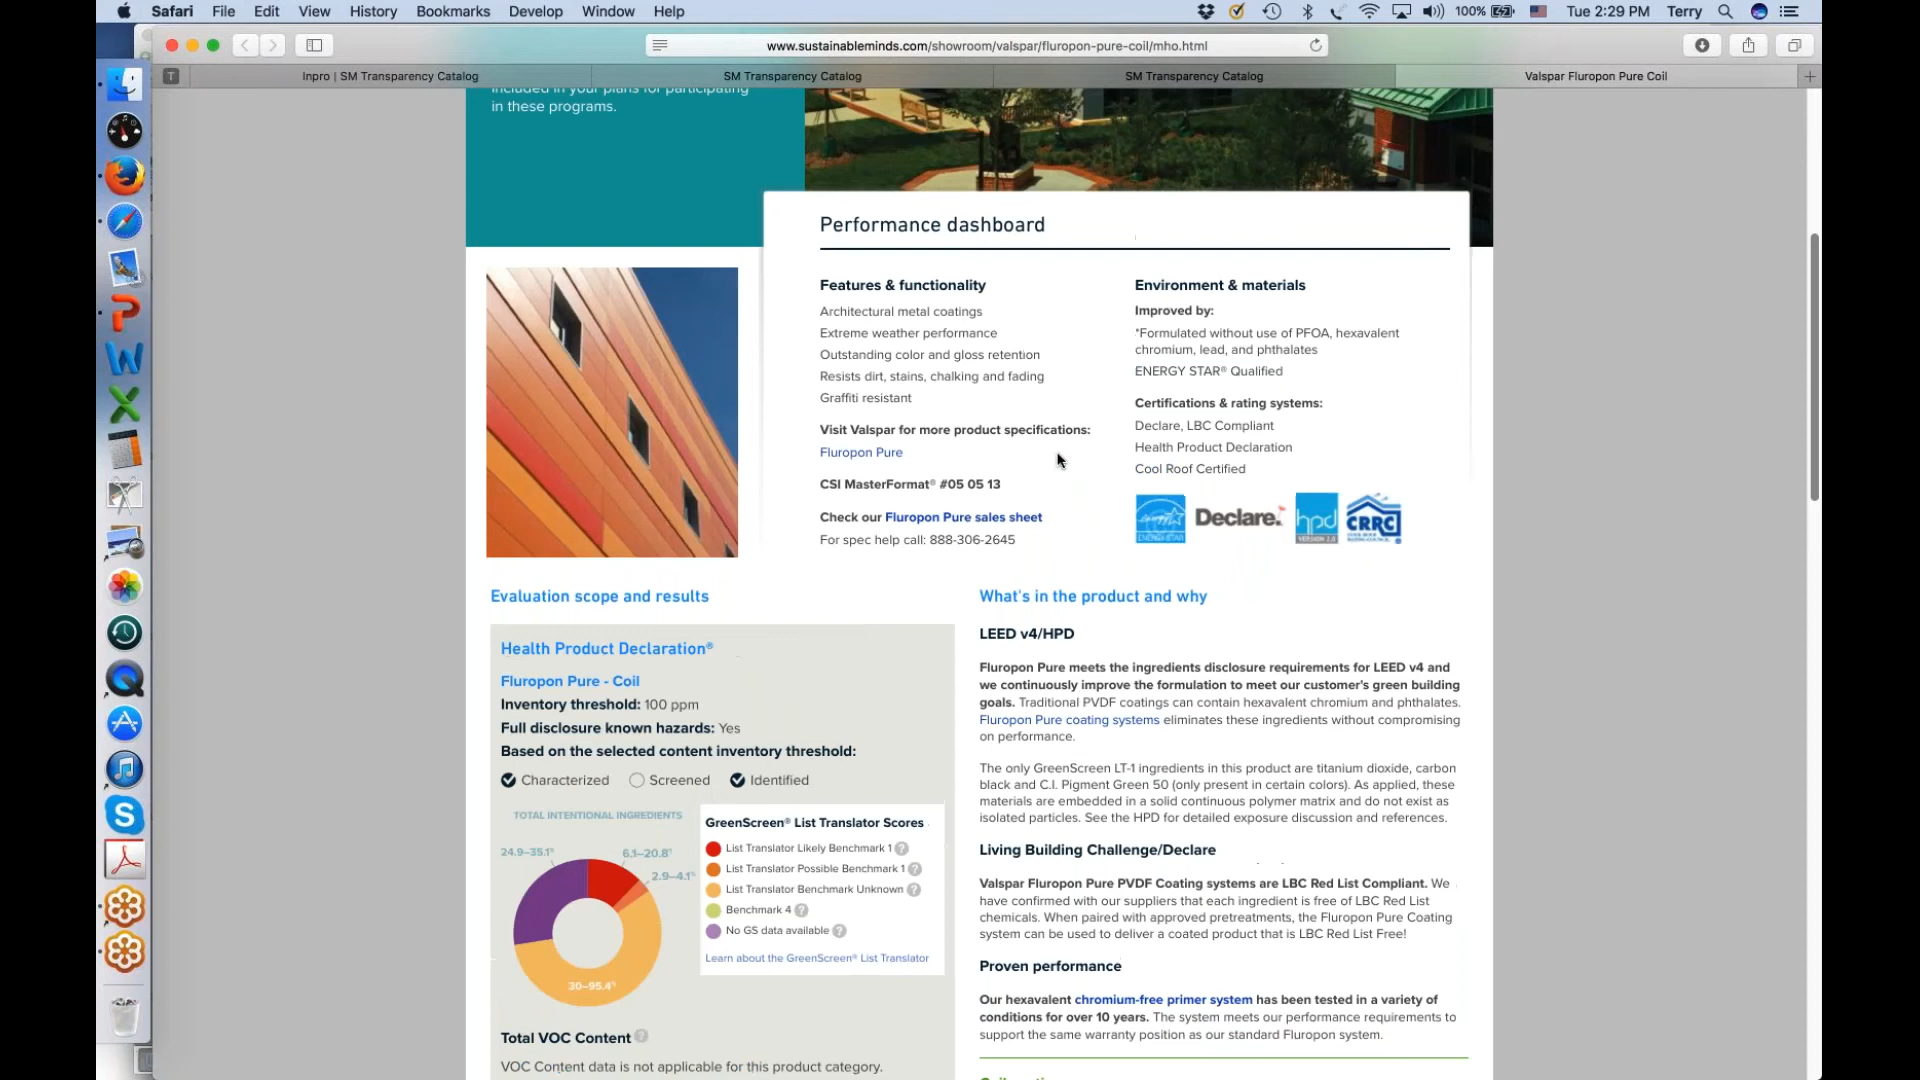 Safari File Edit View History Bookmarks Develop Window Help
100% Tue 2:29 PM Terry
www.sustainableminds.com/showroom/valspar/fluropon-pure-coil/mho.html
T Inpro | SM Transparency Catalog SM Transparency Catalog SM Transparency Catalog Valspar Fluropon Pure Coil
included in your plans for participating
in these programs.
Performance dashboard
Features & functionality
Architectural metal coatings
Extreme weather performance
Outstanding color and gloss retention
Resists dirt, stains, chalking and fading
Graffiti resistant
Visit Valspar for more product specifications:
Fluropon Pure
CSI MasterFormat® #05 05 13
Check our Fluropon Pure sales sheet
For spec help call: 888-306-2645
Environment & materials
Improved by:
*Formulated without use of PFOA, hexavalent
chromium, lead, and phthalates
ENERGY STAR® Qualified
Certifications & rating systems:
Declare, LBC Compliant
Health Product Declaration
Cool Roof Certified
ENERGY STAR
Declare.
hpd
CRRC
Evaluation scope and results
Health Product Declaration®
Fluropon Pure - Coil
Inventory threshold: 100 ppm
Full disclosure known hazards: Yes
Based on the selected content inventory threshold:
Characterized Screened Identified
TOTAL INTENTIONAL INGREDIENTS
24.9–35.1%
6.1–20.8%
2.9–4.1%
30–95.4%
GreenScreen® List Translator Scores
List Translator Likely Benchmark 1 ?
List Translator Possible Benchmark 1 ?
List Translator Benchmark Unknown ?
Benchmark 4 ?
No GS data available ?
Learn about the GreenScreen® List Translator
Total VOC Content ?
VOC Content data is not applicable for this product category.
What's in the product and why
LEED v4/HPD
Fluropon Pure meets the ingredients disclosure requirements for LEED v4 and
we continuously improve the formulation to meet our customer's green building
goals. Traditional PVDF coatings can contain hexavalent chromium and phthalates.
Fluropon Pure coating systems eliminates these ingredients without compromising
on performance.
The only GreenScreen LT-1 ingredients in this product are titanium dioxide, carbon
black and C.I. Pigment Green 50 (only present in certain colors). As applied, these
materials are embedded in a solid continuous polymer matrix and do not exist as
isolated particles. See the HPD for detailed exposure discussion and references.
Living Building Challenge/Declare
Valspar Fluropon Pure PVDF Coating systems are LBC Red List Compliant. We
have confirmed with our suppliers that each ingredient is free of LBC Red List
chemicals. When paired with approved pretreatments, the Fluropon Pure Coating
system can be used to deliver a coated product that is LBC Red List Free!
Proven performance
Our hexavalent chromium-free primer system has been tested in a variety of
conditions for over 10 years. The system meets our performance requirements to
support the same warranty position as our standard Fluropon system.